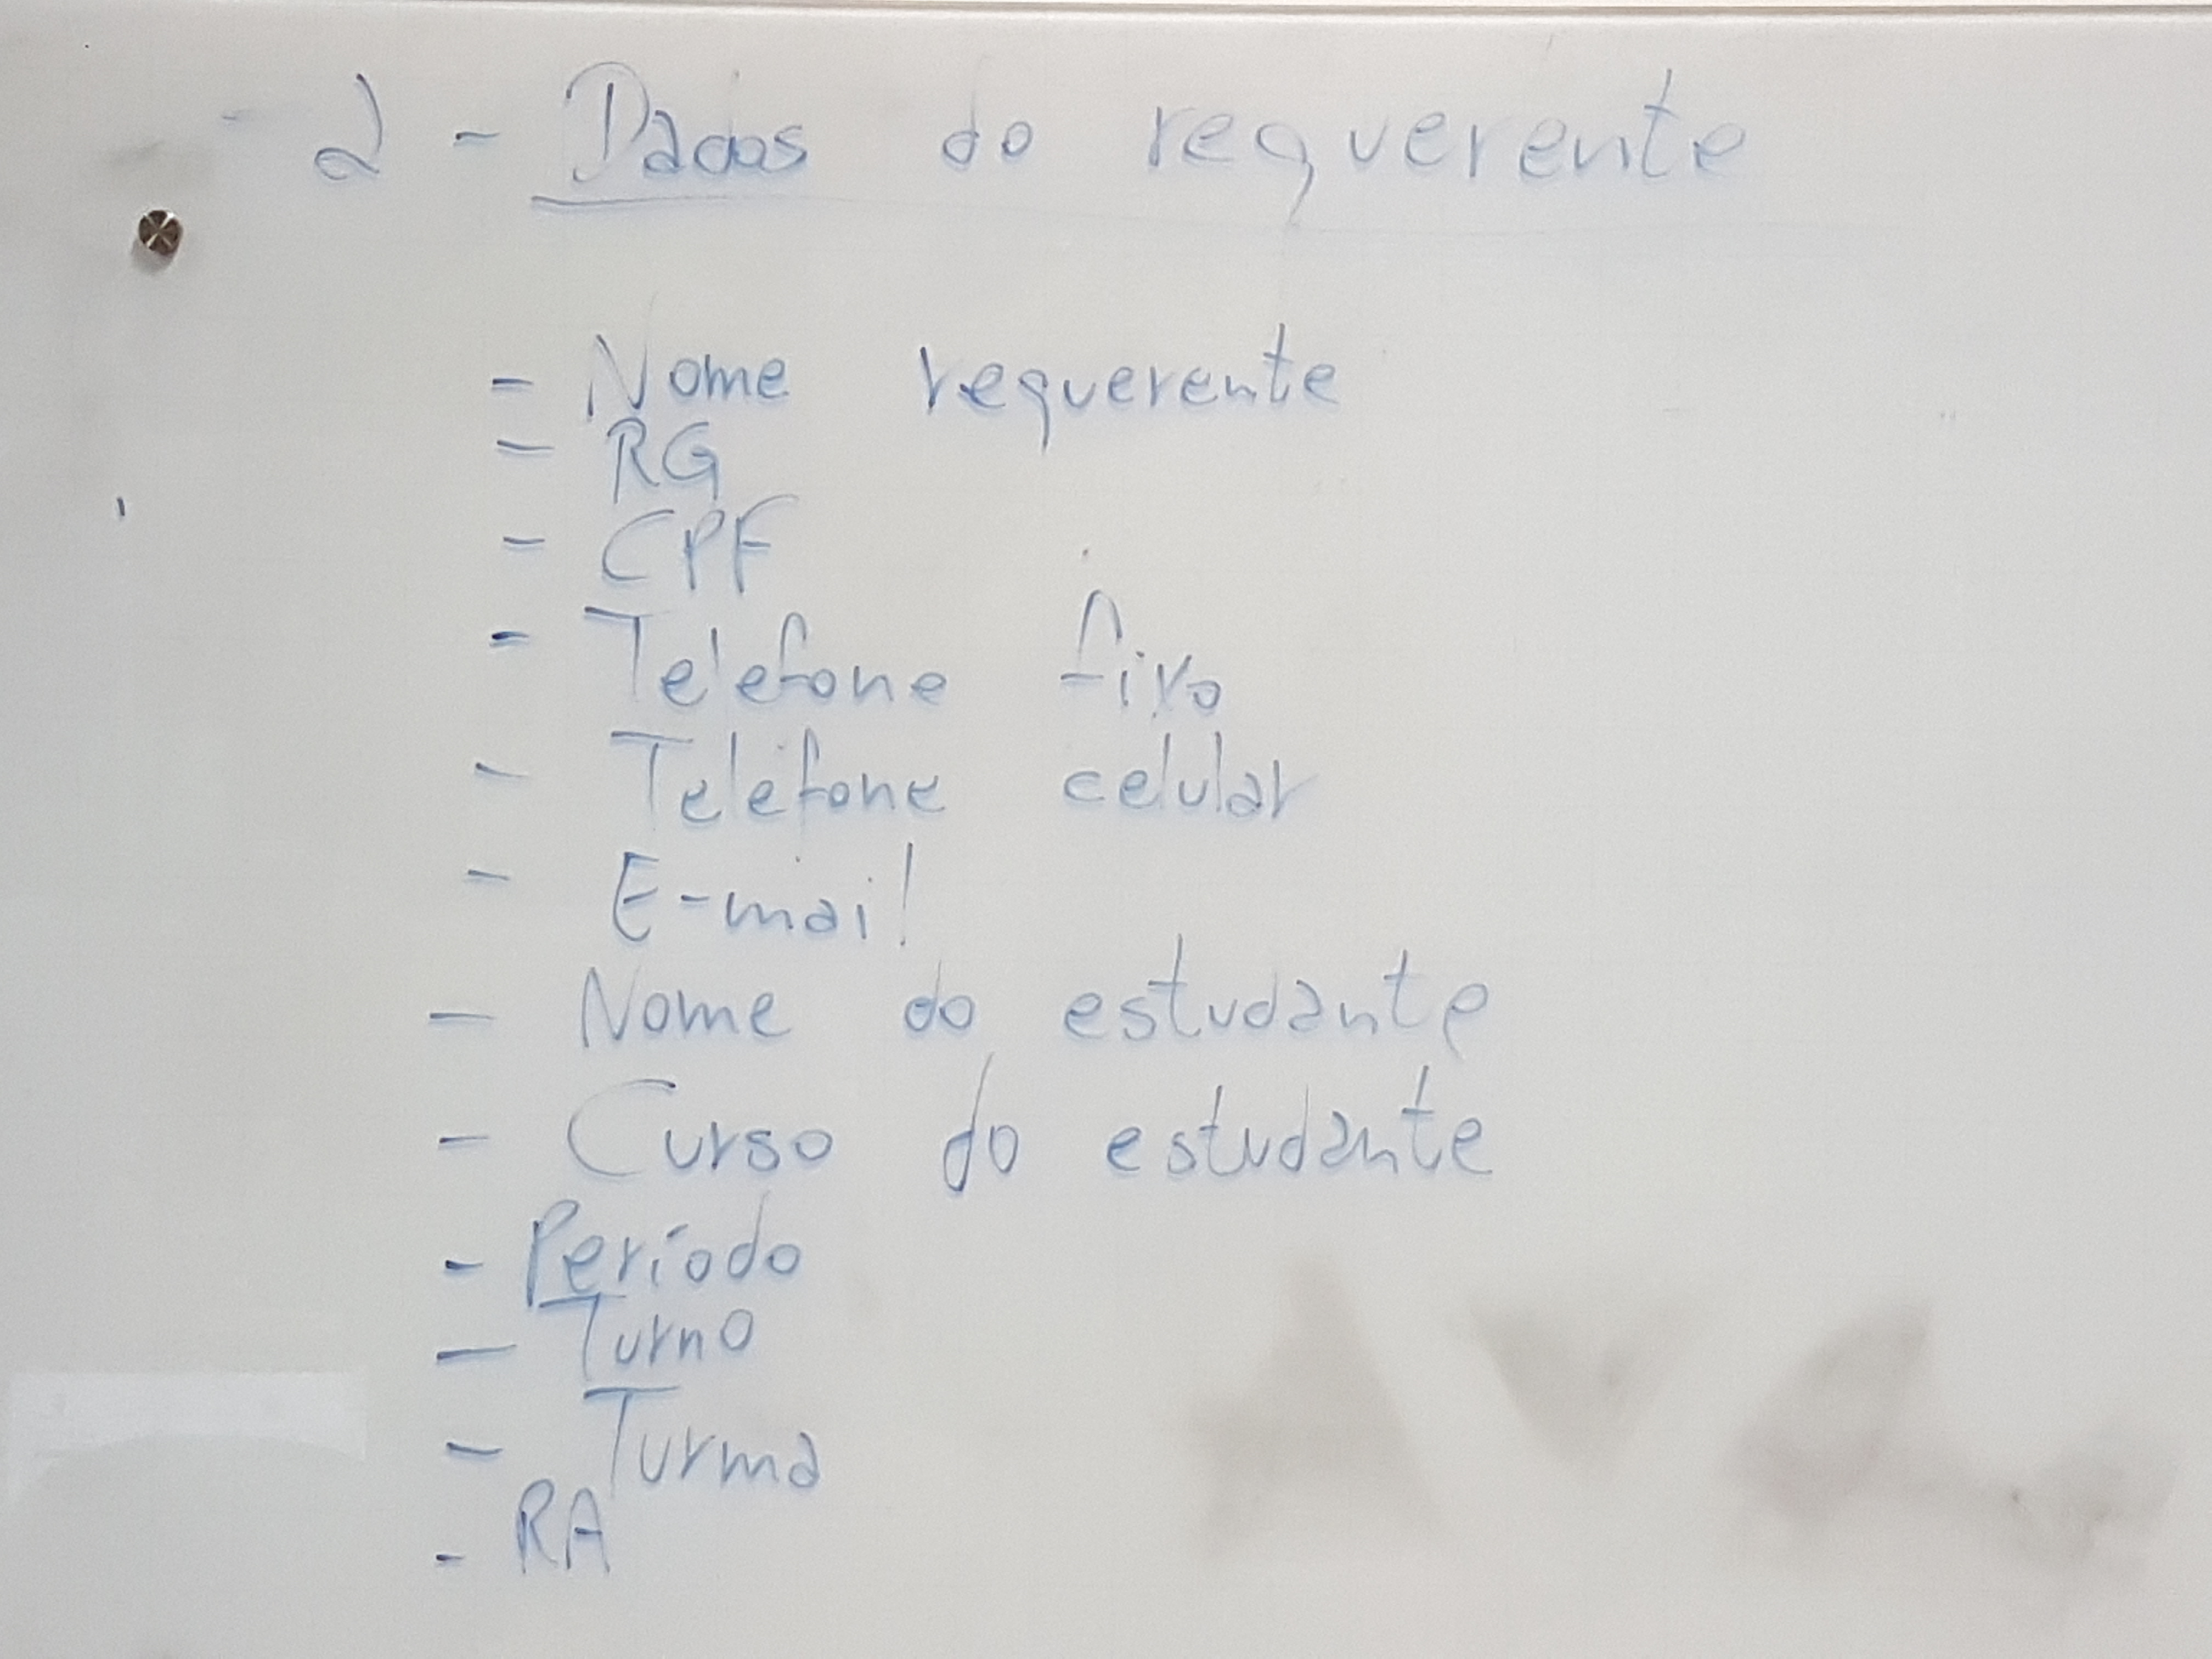 2 - Dados do requerente
- Nome requerente
- RG
- CPF
- Telefone fixo
- Telefone celular
- E-mail
- Nome do estudante
- Curso do estudante
- Período
- Turno
- Turma
- RA